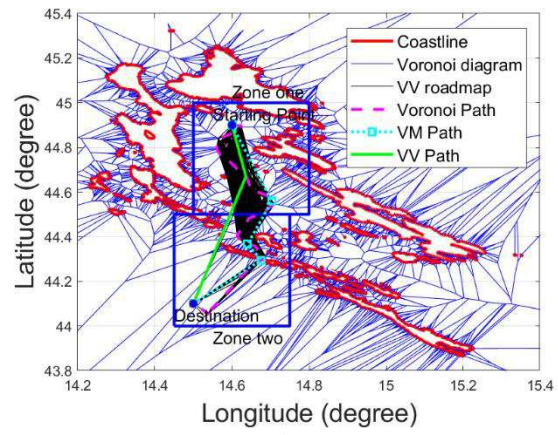 45.4
45.2
45
44.8
44.6
44.4
44.2
44
43.8
Latitude (degree)
Zone one
Starting Point
Destination
Zone two
Coastline
Voronoi diagram
VV roadmap
Voronoi Path
VM Path
VV Path
14.2 14.4 14.6 14.8 15 15.2 15.4
Longitude (degree)